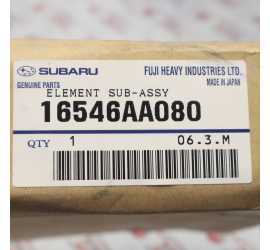 SUBARU
FUJI HEAVY INDUSTRIES LTD.
GENUINE PARTS
MADE IN JAPAN
ELEMENT SUB-ASSY
16546AA080
QTY 1 06.3.M